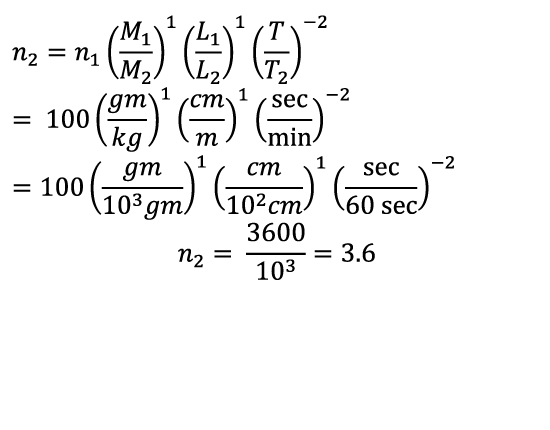 n₂ = n₁ (M₁/M₂)¹ (L₁/L₂)¹ (T/T₂)⁻²
= 100 (gm/kg)¹ (cm/m)¹ (sec/min)⁻²
= 100 (gm/10³gm)¹ (cm/10²cm)¹ (sec/60 sec)⁻²
n₂ = 3600/10³ = 3.6